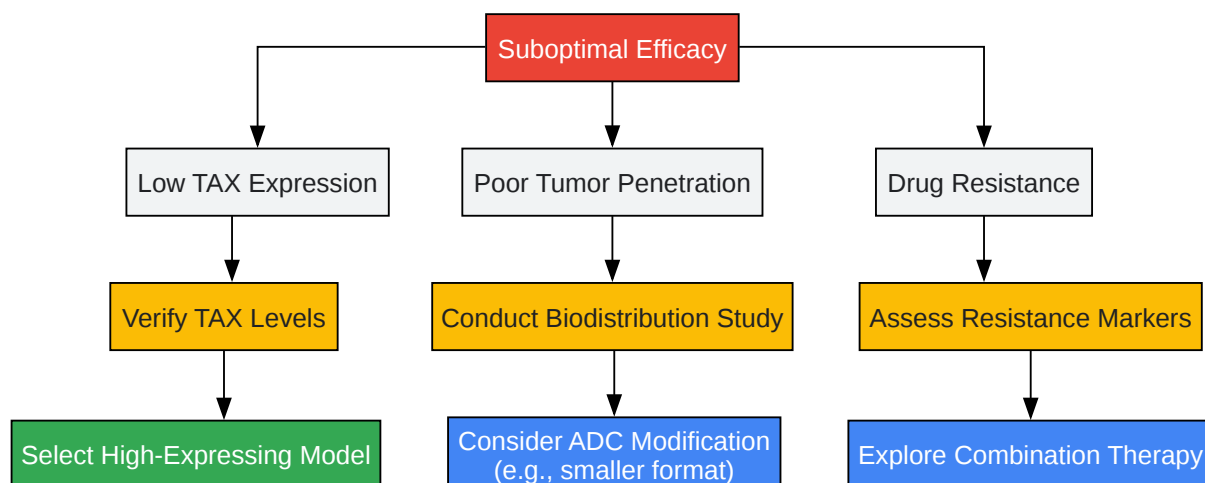 Suboptimal Efficacy
Low TAX Expression
Poor Tumor Penetration
Drug Resistance
Verify TAX Levels
Conduct Biodistribution Study
Assess Resistance Markers
Select High-Expressing Model
Consider ADC Modification
(e.g., smaller format)
Explore Combination Therapy